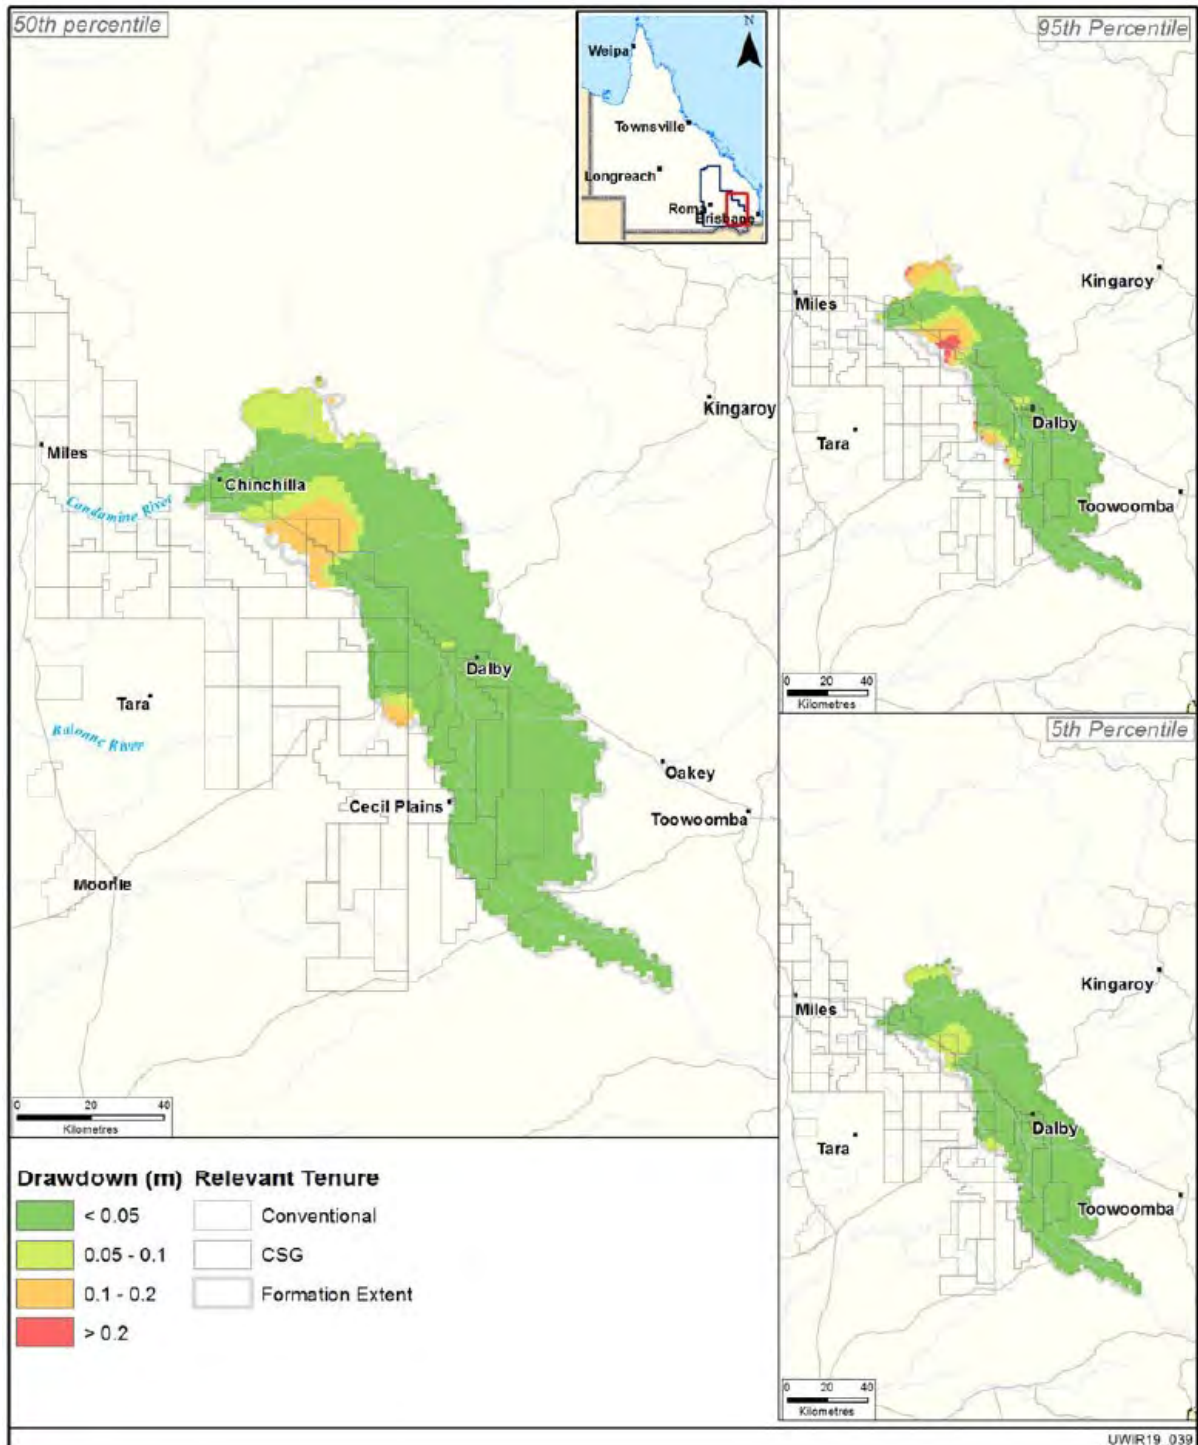 50th percentile
Weipa
N
Townsville
Longreach
Roma
Brisbane
Miles
Chinchilla
Condamine River
Kingaroy
Dalby
Tara
Balonne River
Oakey
Cecil Plains
Toowoomba
Moonie
0 20 40
Kilometres
95th Percentile
Kingaroy
Miles
Dalby
Tara
Toowoomba
0 20 40
Kilometres
5th Percentile
Kingaroy
Miles
Dalby
Tara
Toowoomba
0 20 40
Kilometres
Drawdown (m) Relevant Tenure
< 0.05 Conventional
0.05 - 0.1 CSG
0.1 - 0.2 Formation Extent
> 0.2
UWIR19_039